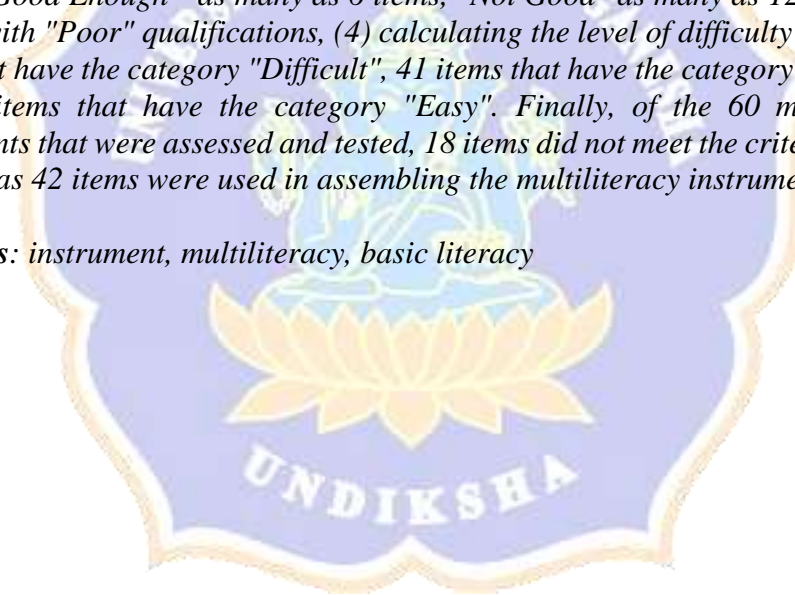 Good Enough" as many as 6 items, "Not Good" as many as 12
with "Poor" qualifications, (4) calculating the level of difficulty
t have the category "Difficult", 41 items that have the category
items that have the category "Easy". Finally, of the 60 m
nts that were assessed and tested, 18 items did not meet the crite
as 42 items were used in assembling the multiliteracy instrume
s: instrument, multiliteracy, basic literacy
UNDIKSHA